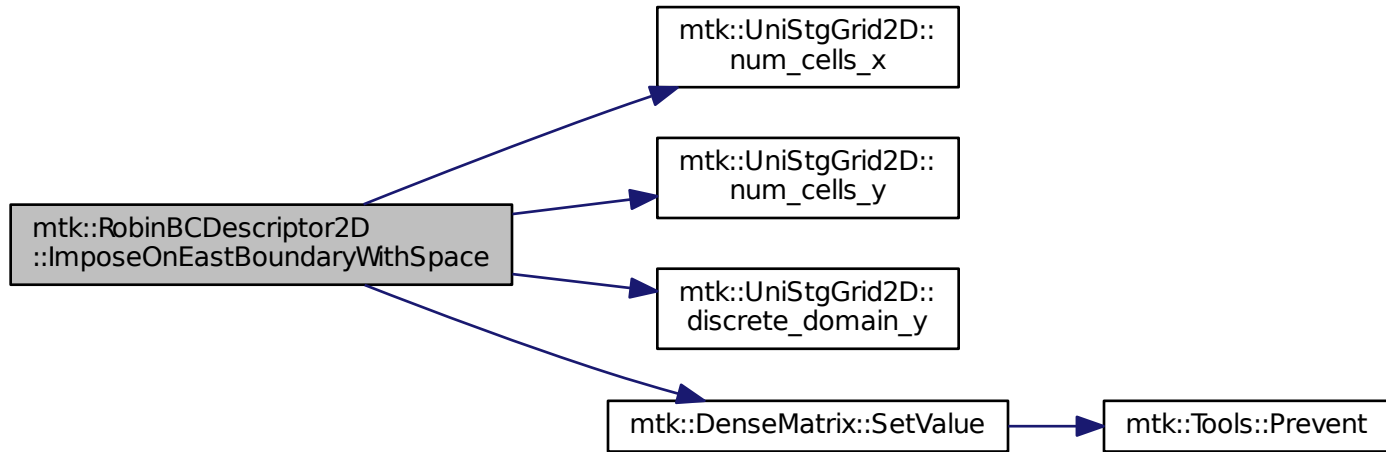 mtk::UniStgGrid2D::
num_cells_x
mtk::UniStgGrid2D::
num_cells_y
mtk::RobinBCDescriptor2D
::ImposeOnEastBoundaryWithSpace
mtk::UniStgGrid2D::
discrete_domain_y
mtk::DenseMatrix::SetValue
mtk::Tools::Prevent